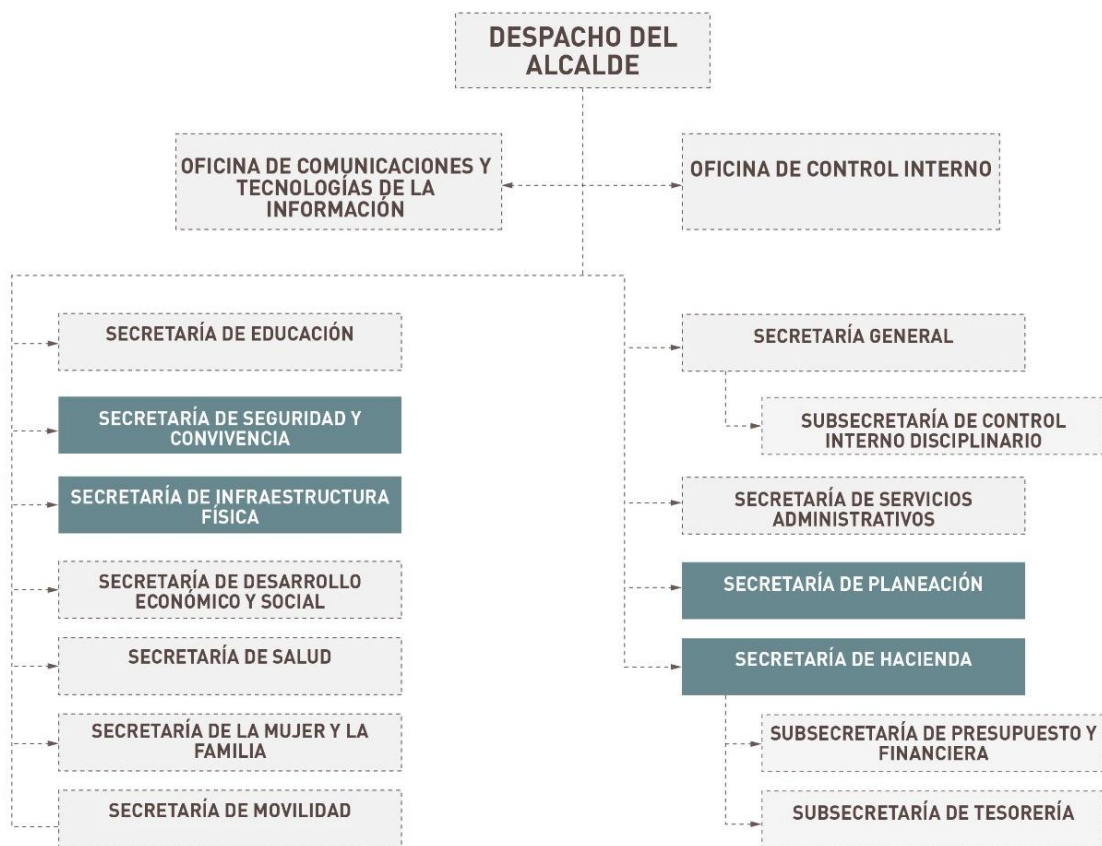 DESPACHO DEL
ALCALDE
OFICINA DE COMUNICACIONES Y
TECNOLOGÍAS DE LA
INFORMACIÓN
OFICINA DE CONTROL INTERNO
SECRETARÍA DE EDUCACIÓN
SECRETARÍA DE SEGURIDAD Y
CONVIVENCIA
SECRETARÍA DE INFRAESTRUCTURA
FÍSICA
SECRETARÍA DE DESARROLLO
ECONÓMICO Y SOCIAL
SECRETARÍA DE SALUD
SECRETARÍA DE LA MUJER Y LA
FAMILIA
SECRETARÍA DE MOVILIDAD
SECRETARÍA GENERAL
SUBSECRETARÍA DE CONTROL
INTERNO DISCIPLINARIO
SECRETARÍA DE SERVICIOS
ADMINISTRATIVOS
SECRETARÍA DE PLANEACIÓN
SECRETARÍA DE HACIENDA
SUBSECRETARÍA DE PRESUPUESTO Y
FINANCIERA
SUBSECRETARÍA DE TESORERÍA